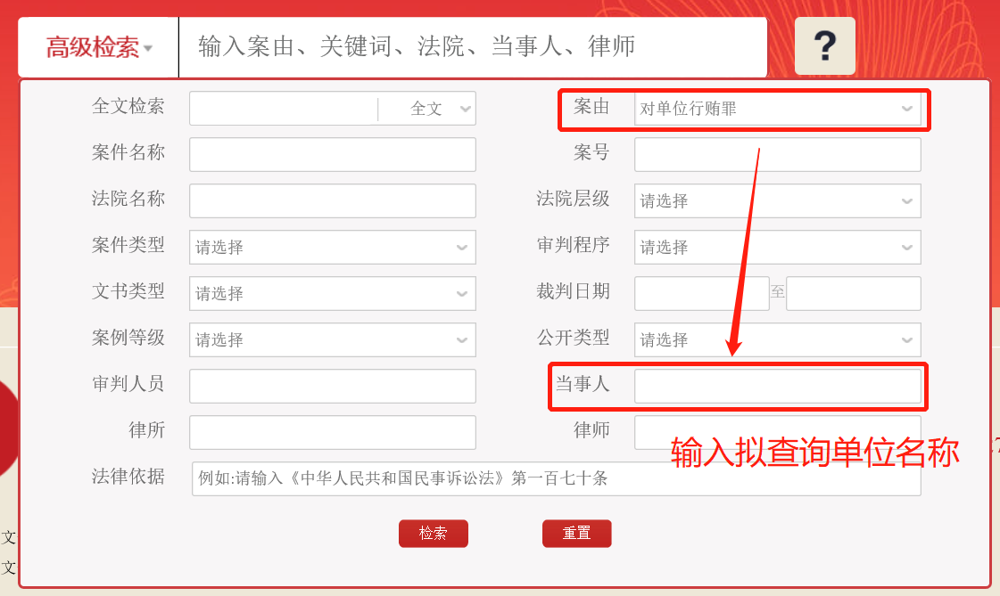 高级检索 输入案由、关键词、法院、当事人、律师 ?
全文检索 全文 案由 对单位行贿罪
案件名称 案号
法院名称 法院层级 请选择
案件类型 请选择 审判程序 请选择
文书类型 请选择 裁判日期 至
案例等级 请选择 公开类型 请选择
审判人员 当事人
律所 律师
输入拟查询单位名称
法律依据 例如:请输入《中华人民共和国民事诉讼法》第一百七十条
检索 重置
文
文